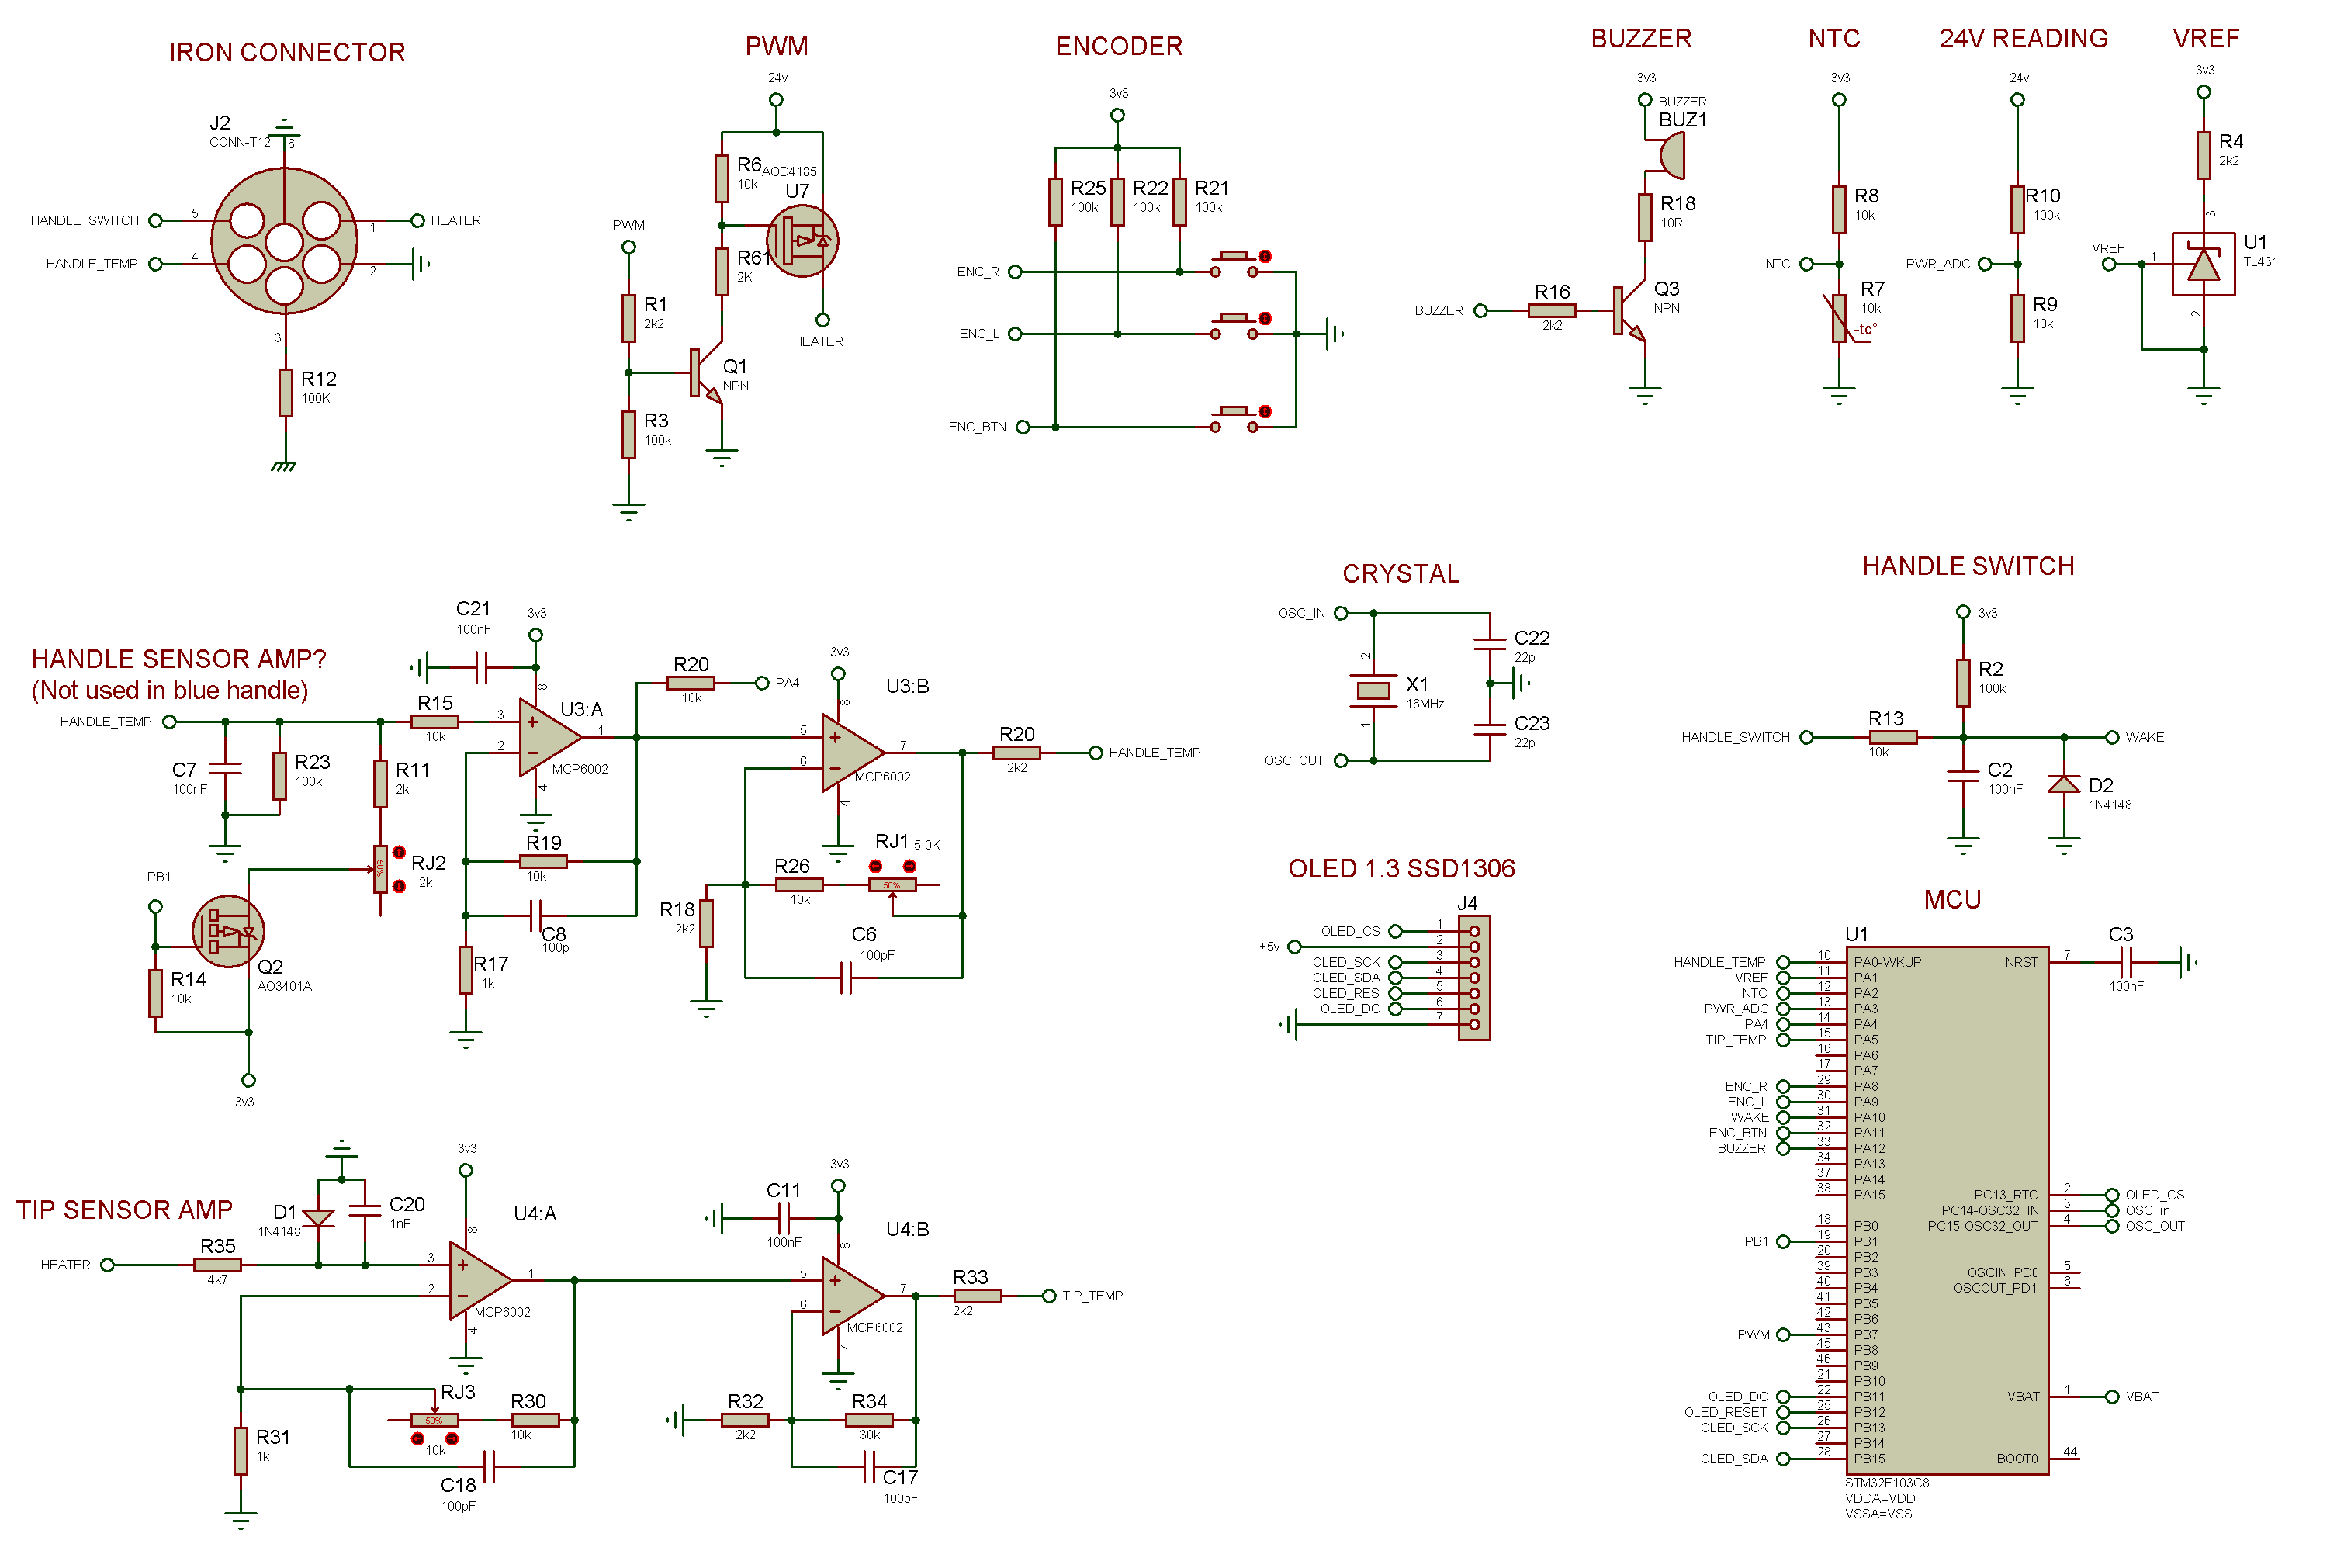 IRON CONNECTOR
J2
CONN-T12
6
HANDLE_SWITCH
5
1
HEATER
HANDLE_TEMP
4
2
3
R12
100K
PWM
24v
R6
10k
AOD4185
U7
PWM
R61
2K
R1
2k2
HEATER
Q1
NPN
R3
100k
ENCODER
3v3
R25
100k
R22
100k
R21
100k
ENC_R
ENC_L
ENC_BTN
BUZZER
3v3
BUZZER
BUZ1
R18
10R
BUZZER
R16
2k2
Q3
NPN
NTC
3v3
R8
10k
NTC
R7
10k
-tc°
24V READING
24v
R10
100k
PWR_ADC
R9
10k
VREF
3v3
R4
2k2
3
VREF
1
U1
TL431
2
HANDLE SENSOR AMP?
(Not used in blue handle)
HANDLE_TEMP
C21
100nF
3v3
8
R15
10k
3
2
U3:A
1
MCP6002
4
C7
100nF
R23
100k
R11
2k
RJ2
50%
2k
PB1
R14
10k
Q2
AO3401A
3v3
R19
10k
C8
100p
R17
1k
R20
10k
PA4
3v3
8
U3:B
5
6
7
MCP6002
4
R20
2k2
HANDLE_TEMP
RJ1
5.0K
R26
10k
50%
R18
2k2
C6
100pF
CRYSTAL
OSC_IN
2
X1
16MHz
1
OSC_OUT
C22
22p
C23
22p
HANDLE SWITCH
3v3
R2
100k
HANDLE_SWITCH
R13
10k
WAKE
C2
100nF
D2
1N4148
OLED 1.3 SSD1306
J4
OLED_CS
1
+5v
2
OLED_SCK
3
OLED_SDA
4
OLED_RES
5
OLED_DC
6
7
TIP SENSOR AMP
HEATER
R35
4k7
D1
1N4148
C20
1nF
3v3
8
U4:A
3
2
1
MCP6002
4
RJ3
50%
10k
R30
10k
R31
1k
C18
100pF
C11
100nF
3v3
8
U4:B
5
6
7
MCP6002
4
R33
2k2
TIP_TEMP
R32
2k2
R34
30k
C17
100pF
MCU
U1
HANDLE_TEMP 10 PA0-WKUP
VREF 11 PA1
NTC 12 PA2
PWR_ADC 13 PA3
PA4 14 PA4
TIP_TEMP 15 PA5
16 PA6
17 PA7
ENC_R 29 PA8
ENC_L 30 PA9
WAKE 31 PA10
ENC_BTN 32 PA11
BUZZER 33 PA12
34 PA13
37 PA14
38 PA15
18 PB0
PB1 19 PB1
20 PB2
39 PB3
40 PB4
41 PB5
42 PB6
PWM 43 PB7
45 PB8
46 PB9
21 PB10
OLED_DC 22 PB11
OLED_RESET 25 PB12
OLED_SCK 26 PB13
27 PB14
OLED_SDA 28 PB15
NRST 7
C3
100nF
PC13_RTC 2 OLED_CS
PC14-OSC32_IN 3 OSC_in
PC15-OSC32_OUT 4 OSC_OUT
OSCIN_PD0 5
OSCOUT_PD1 6
VBAT 1 VBAT
BOOT0 44
STM32F103C8
VDDA=VDD
VSSA=VSS